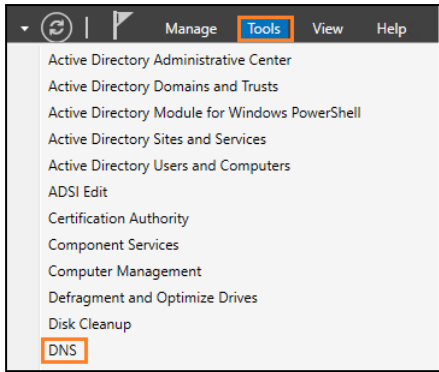 Manage Tools View Help
Active Directory Administrative Center
Active Directory Domains and Trusts
Active Directory Module for Windows PowerShell
Active Directory Sites and Services
Active Directory Users and Computers
ADSI Edit
Certification Authority
Component Services
Computer Management
Defragment and Optimize Drives
Disk Cleanup
DNS